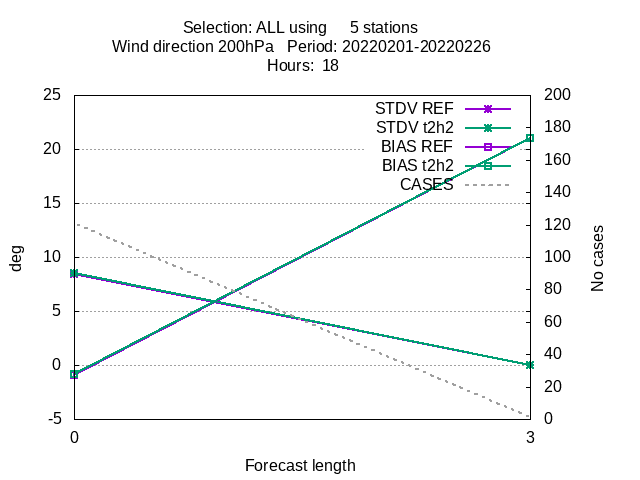 Selection: ALL using     5 stations
Wind direction 200hPa   Period: 20220201-20220226
Hours:  18
25
20
15
10
5
0
-5
200
180
160
140
120
100
80
60
40
20
0
STDV REF
STDV t2h2
BIAS REF
BIAS t2h2
CASES
deg
No cases
0
3
Forecast length